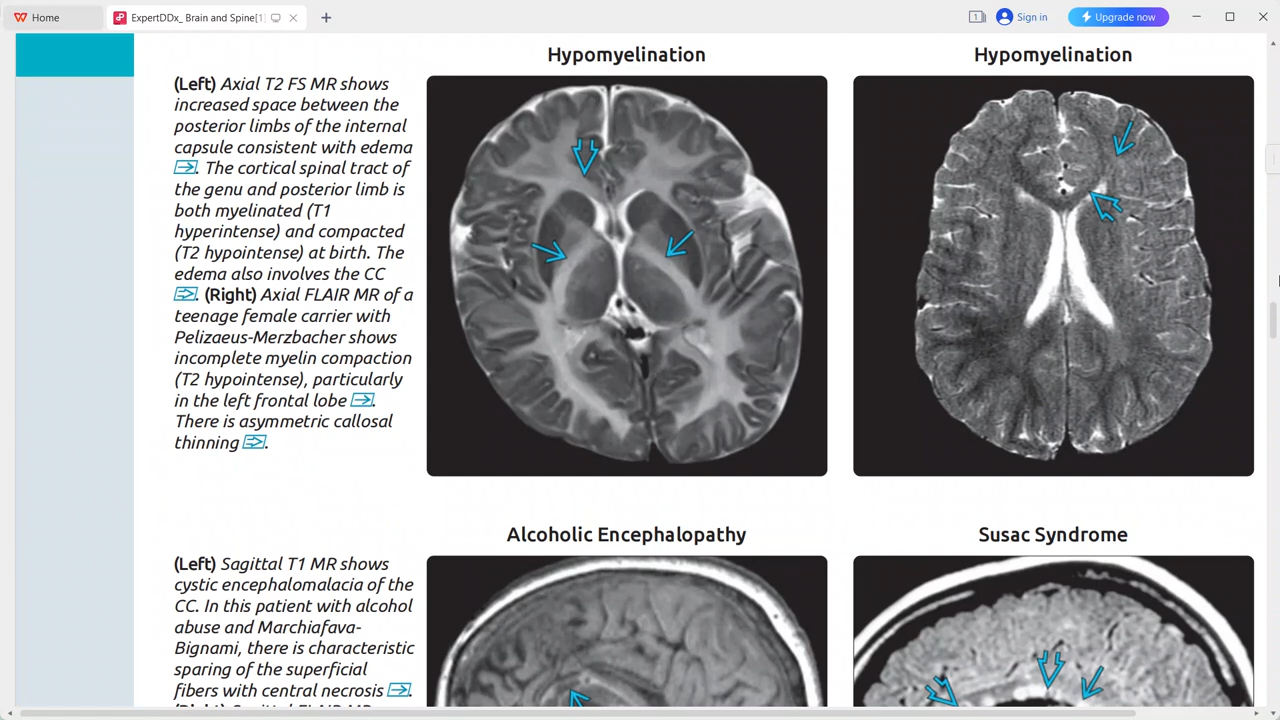 Home
ExpertDDx_ Brain and Spine[1]
1
Sign in
Upgrade now
Hypomyelination
Hypomyelination
(Left) Axial T2 FS MR shows
increased space between the
posterior limbs of the internal
capsule consistent with edema
. The cortical spinal tract of
the genu and posterior limb is
both myelinated (T1
hyperintense) and compacted
(T2 hypointense) at birth. The
edema also involves the CC
. (Right) Axial FLAIR MR of a
teenage female carrier with
Pelizaeus-Merzbacher shows
incomplete myelin compaction
(T2 hypointense), particularly
in the left frontal lobe .
There is asymmetric callosal
thinning .
Alcoholic Encephalopathy
Susac Syndrome
(Left) Sagittal T1 MR shows
cystic encephalomalacia of the
CC. In this patient with alcohol
abuse and Marchiafava-
Bignami, there is characteristic
sparing of the superficial
fibers with central necrosis .